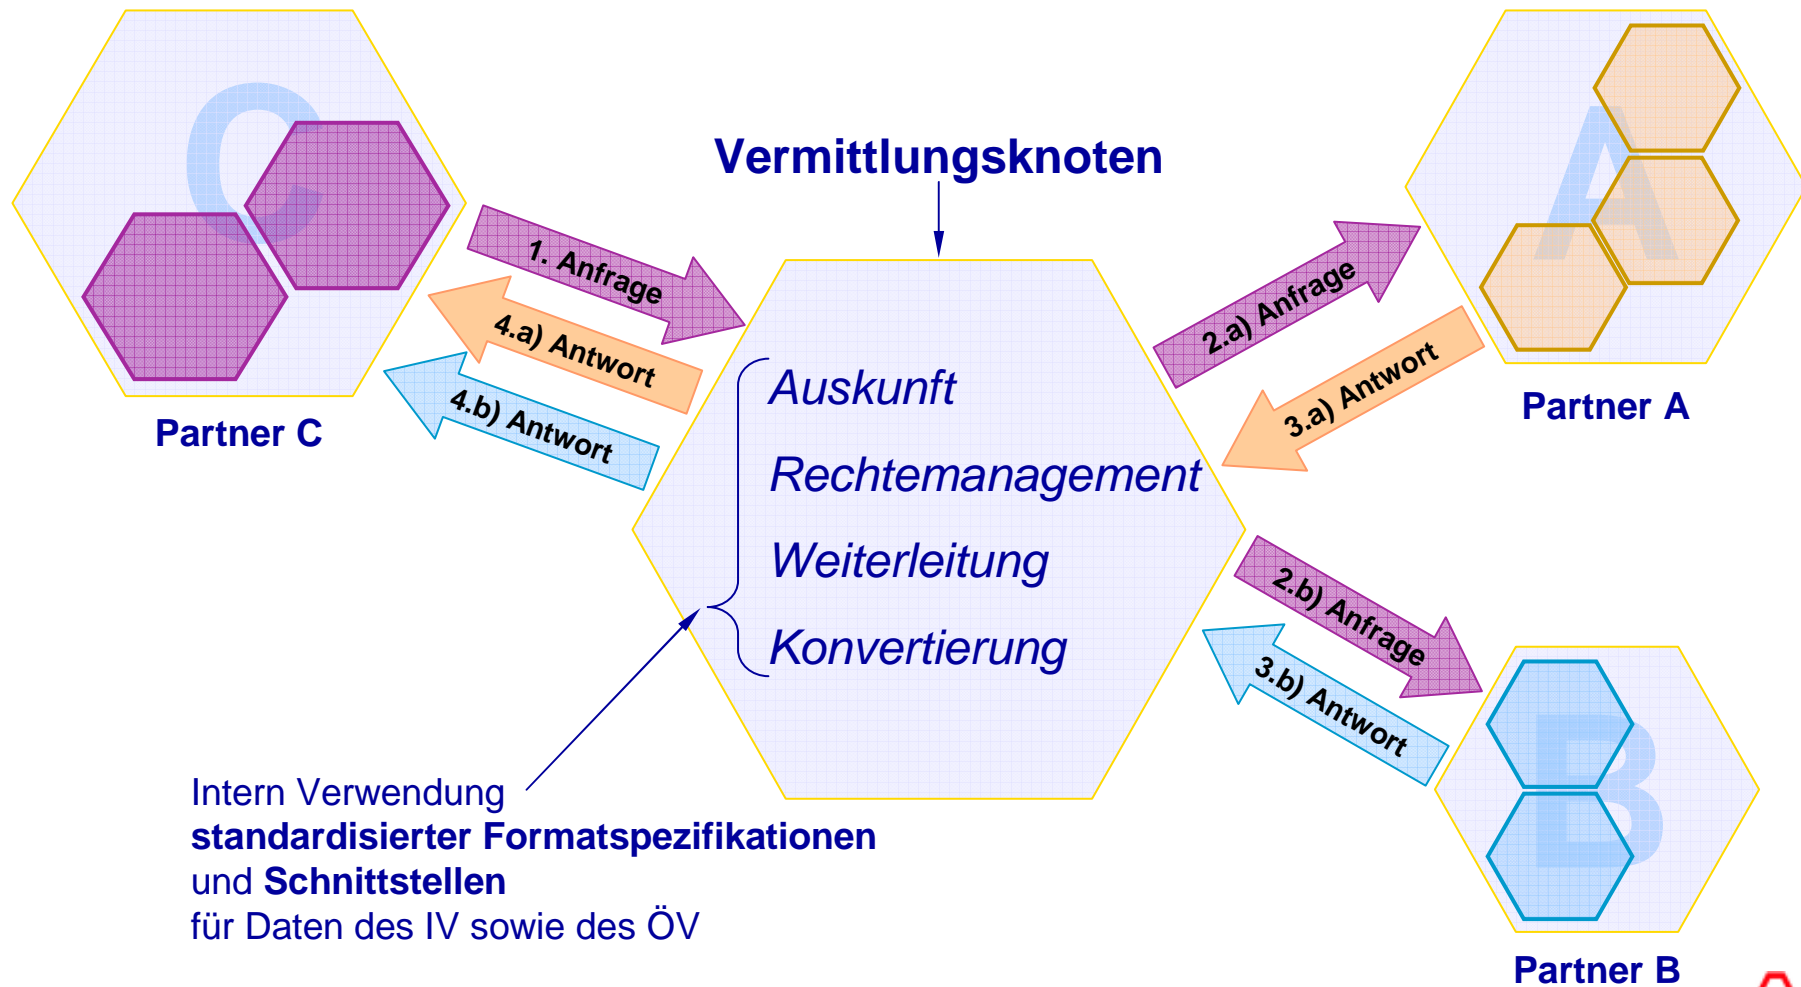 C
A
Vermittlungsknoten
1. Anfrage
2.a) Anfrage
4.a) Antwort
3.a) Antwort
4.b) Antwort
Partner C
Partner A
Auskunft
Rechtemanagement
Weiterleitung
Konvertierung
2.b) Anfrage
3.b) Antwort
B
Intern Verwendung
standardisierter Formatspezifikationen
und Schnittstellen
für Daten des IV sowie des ÖV
Partner B